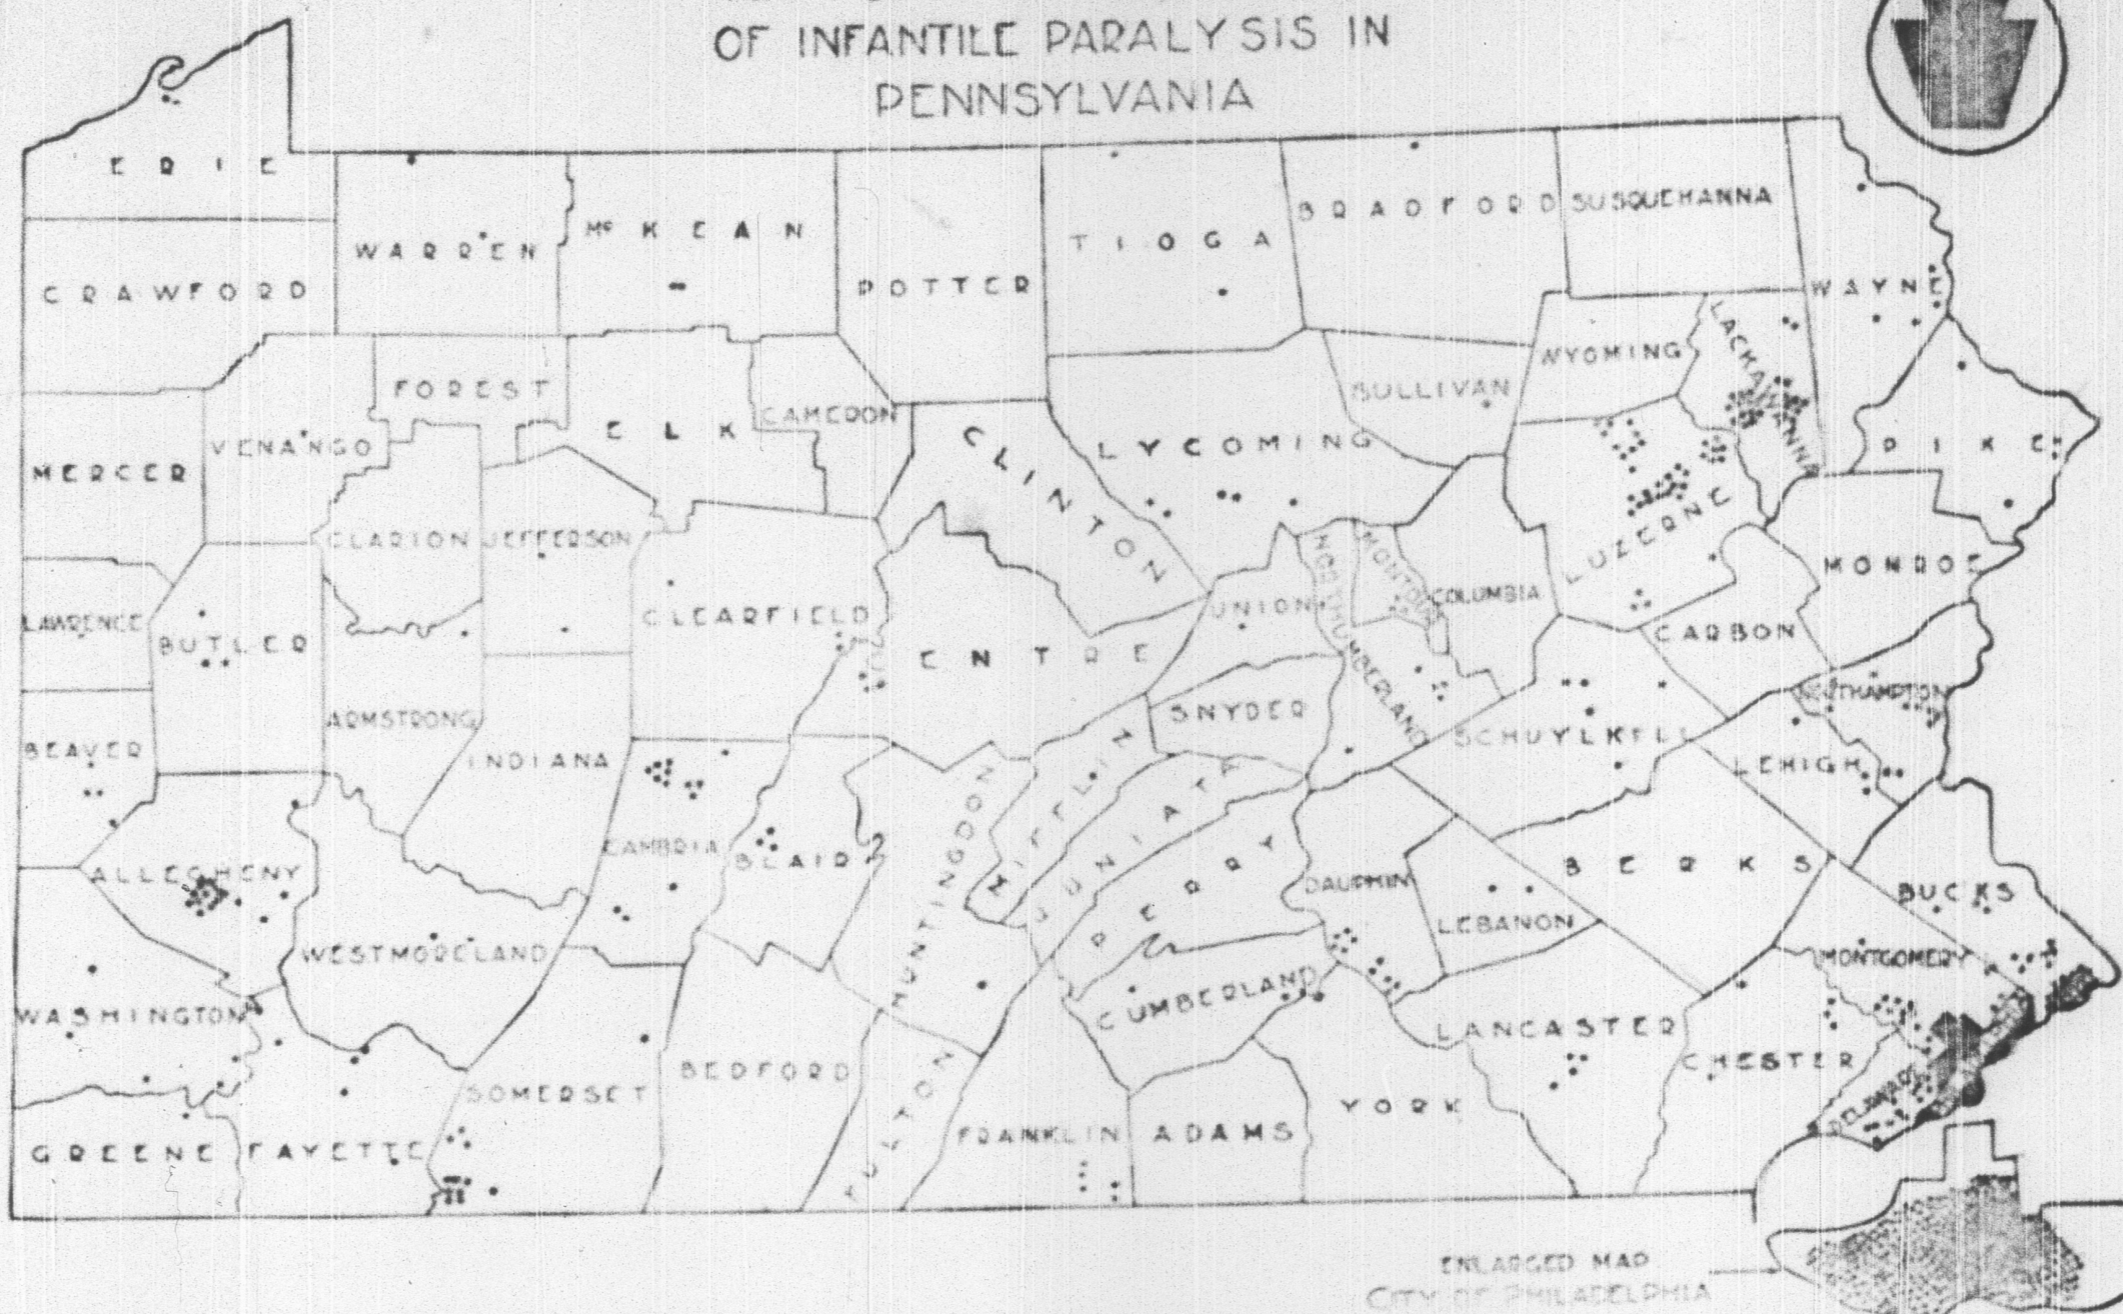 OF INFANTILE PARALYSIS IN
PENNSYLVANIA
ERIE
CRAWFORD
WARREN
Mc KEAN
POTTER
TIOGA
BRADFORD
SUSQUEHANNA
WAYNE
WYOMING
LACKAWANNA
FOREST
VENANGO
MERCER
ELK
CAMERON
CLINTON
LYCOMING
SULLIVAN
PIKE
CLARION
JEFFERSON
LUZERNE
MONROE
LAWRENCE
BUTLER
CLEARFIELD
CENTRE
UNION
NORTHUMBERLAND
MONTOUR
COLUMBIA
CARBON
ARMSTRONG
BEAVER
INDIANA
SNYDER
SCHUYLKILL
NORTHAMPTON
LEHIGH
ALLEGHENY
CAMBRIA
BLAIR
HUNTINGDON
MIFFLIN
JUNIATA
PERRY
DAUPHIN
LEBANON
BERKS
BUCKS
WESTMORELAND
WASHINGTON
CUMBERLAND
MONTGOMERY
LANCASTER
CHESTER
DELAWARE
GREENE
FAYETTE
SOMERSET
BEDFORD
FULTON
FRANKLIN
ADAMS
YORK
ENLARGED MAP
CITY OF PHILADELPHIA